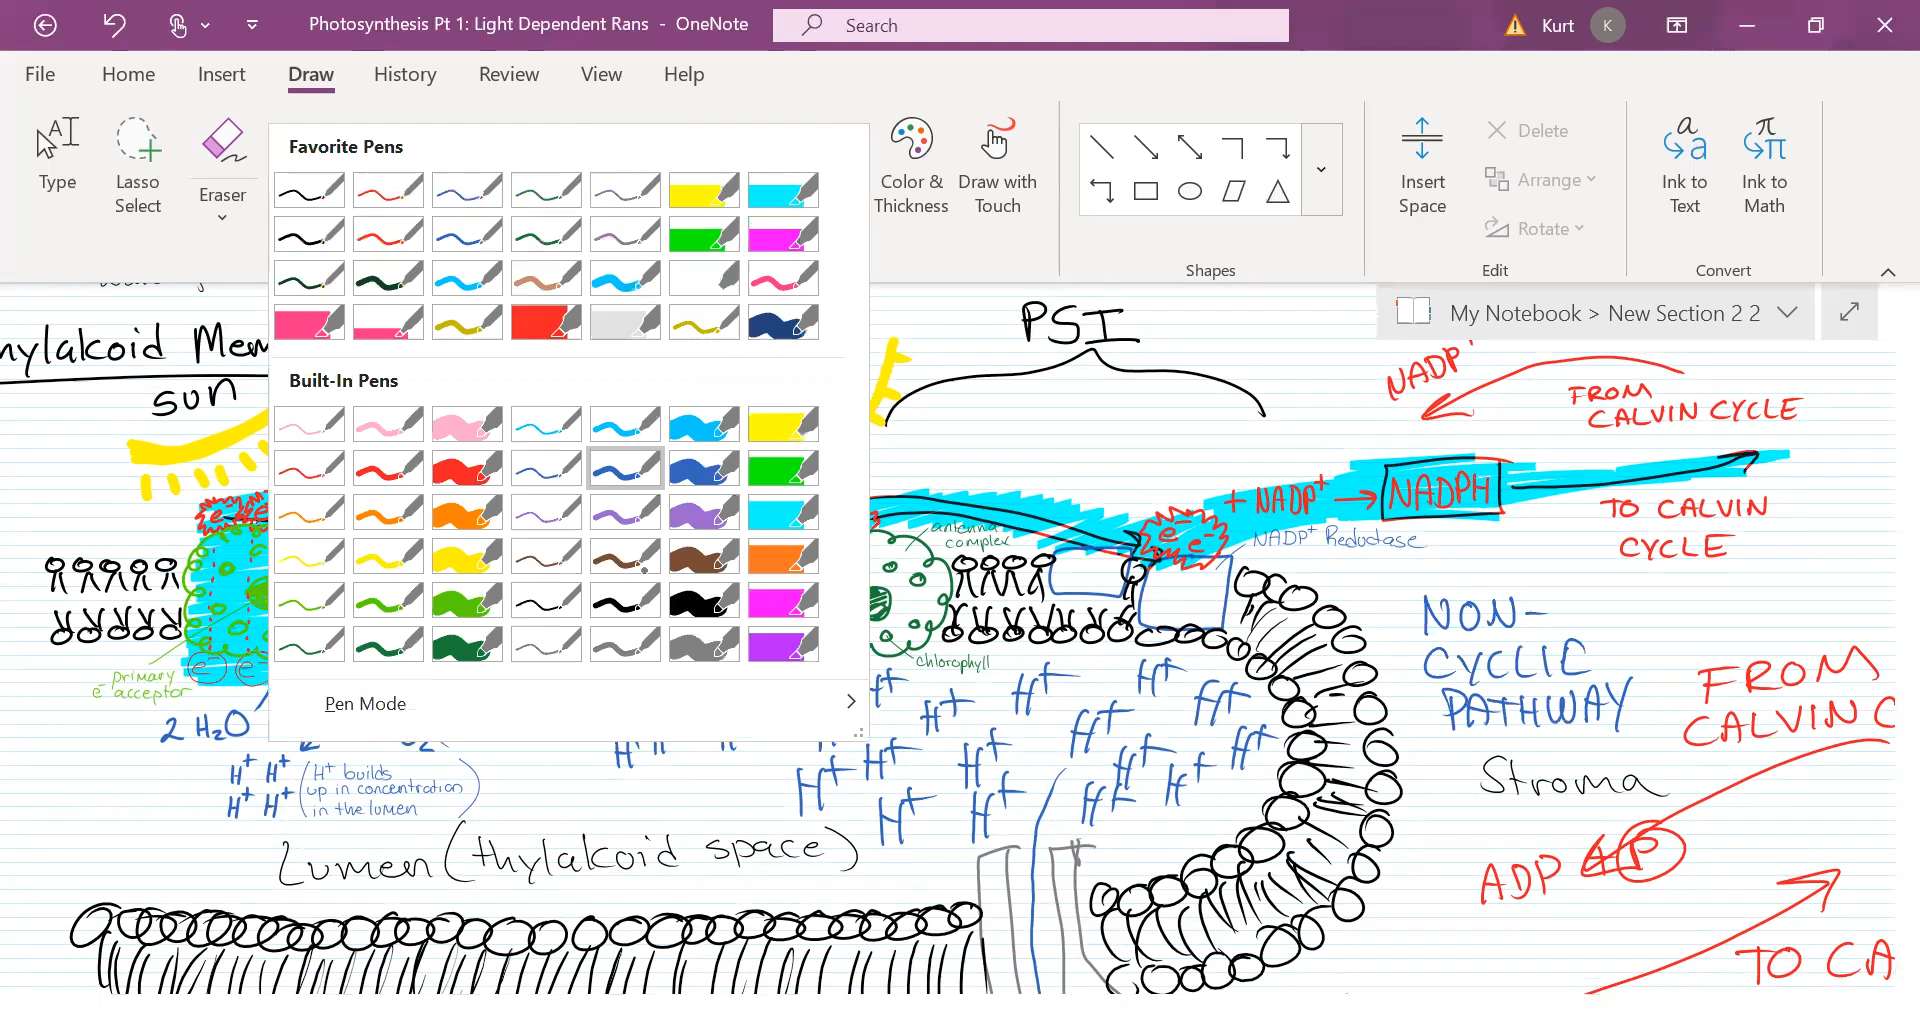 Photosynthesis Pt 1: Light Dependent Rxns - OneNote
Search
Kurt
K
File
Home
Insert
Draw
History
Review
View
Help
Type
Lasso
Select
Eraser
Favorite Pens
Built-In Pens
Pen Mode
Color &
Thickness
Draw with
Touch
Shapes
Insert
Space
Delete
Arrange
Rotate
Edit
Ink to
Text
Ink to
Math
Convert
My Notebook > New Section 2 2
sun
PSI
NADP+
FROM
CALVIN CYCLE
+ NADP+ → NADPH
TO CALVIN
CYCLE
NADP+ Reductase
antenna
complex
e-
e-
chlorophyll
primary
e- acceptor
e-
e-
2 H2O
H+ H+
H+ H+
(H+ builds
up in concentration
in the lumen)
H+ H+ H+ H+
H+ H+ H+ H+
H+ H+ H+ H+
H+ H+ H+
Lumen (thylakoid space)
NON-
CYCLIC
PATHWAY
FROM
CALVIN C
Stroma
ADP + P
TO CA